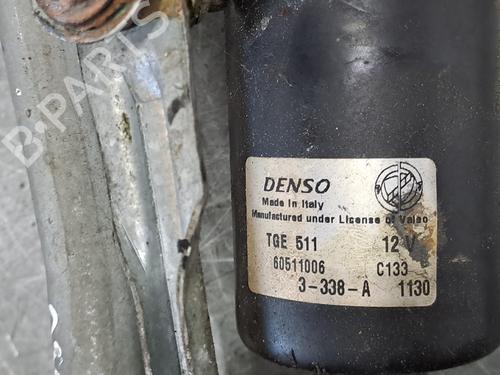 B-PARTS
DENSO
Made in Italy
Manufactured under License of Valeo
TGE 511 12 V
60511006 C133
3-338-A 1130